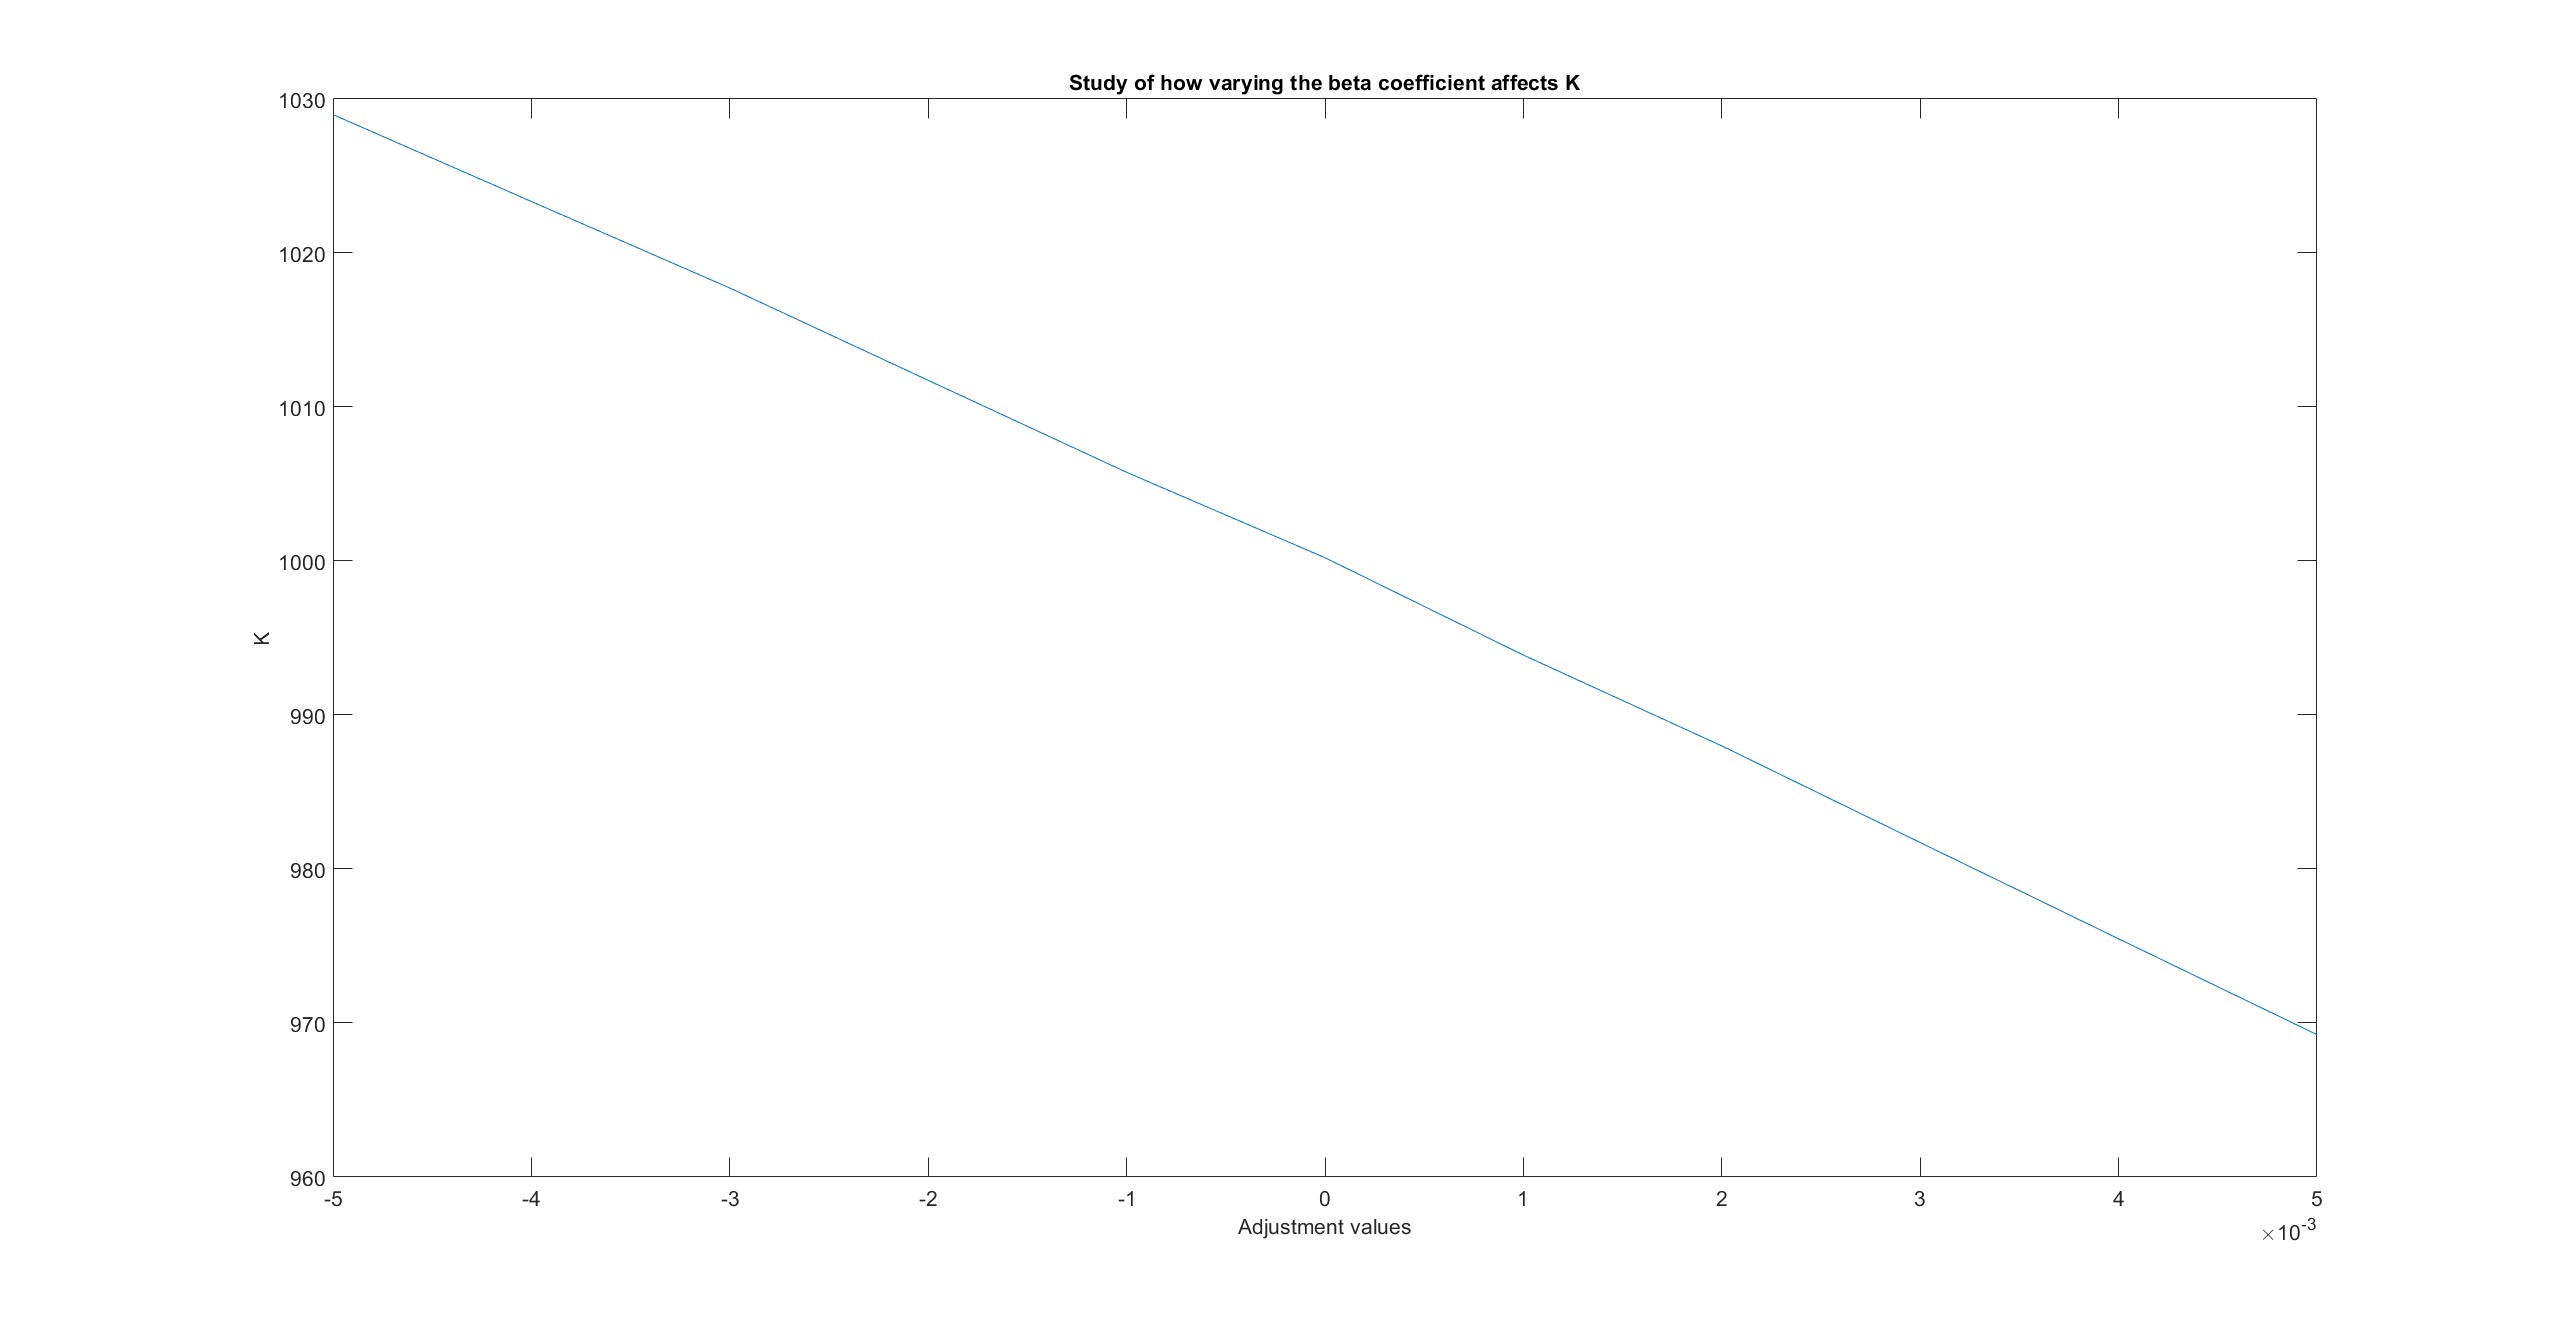 Study of how varying the beta coefficient affects K
1030
1020
1010
1000
990
980
970
960
K
-5 -4 -3 -2 -1 0 1 2 3 4 5
Adjustment values
×10-3